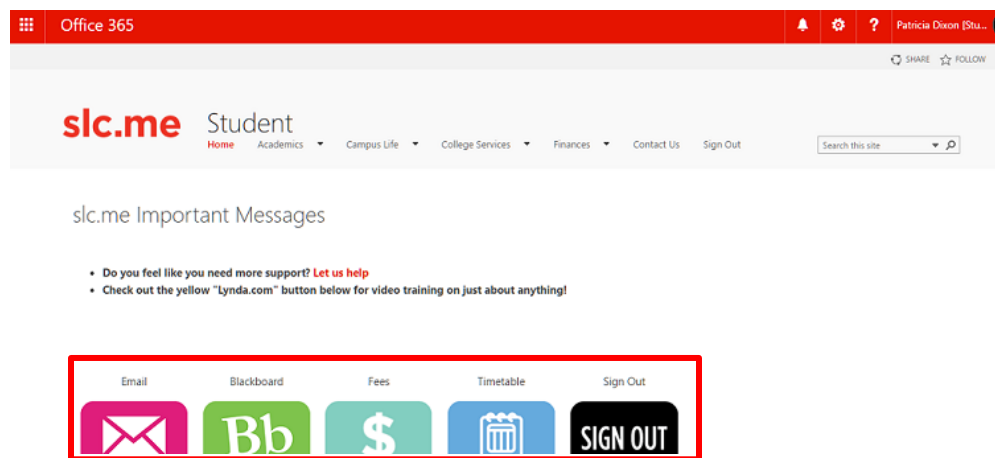 Office 365
? Patricia Dixon [Stu...
SHARE FOLLOW
slc.me Student
Home Academics Campus Life College Services Finances Contact Us Sign Out
Search this site
slc.me Important Messages
• Do you feel like you need more support? Let us help
• Check out the yellow "Lynda.com" button below for video training on just about anything!
Email Blackboard Fees Timetable Sign Out
Bb $ SIGN OUT